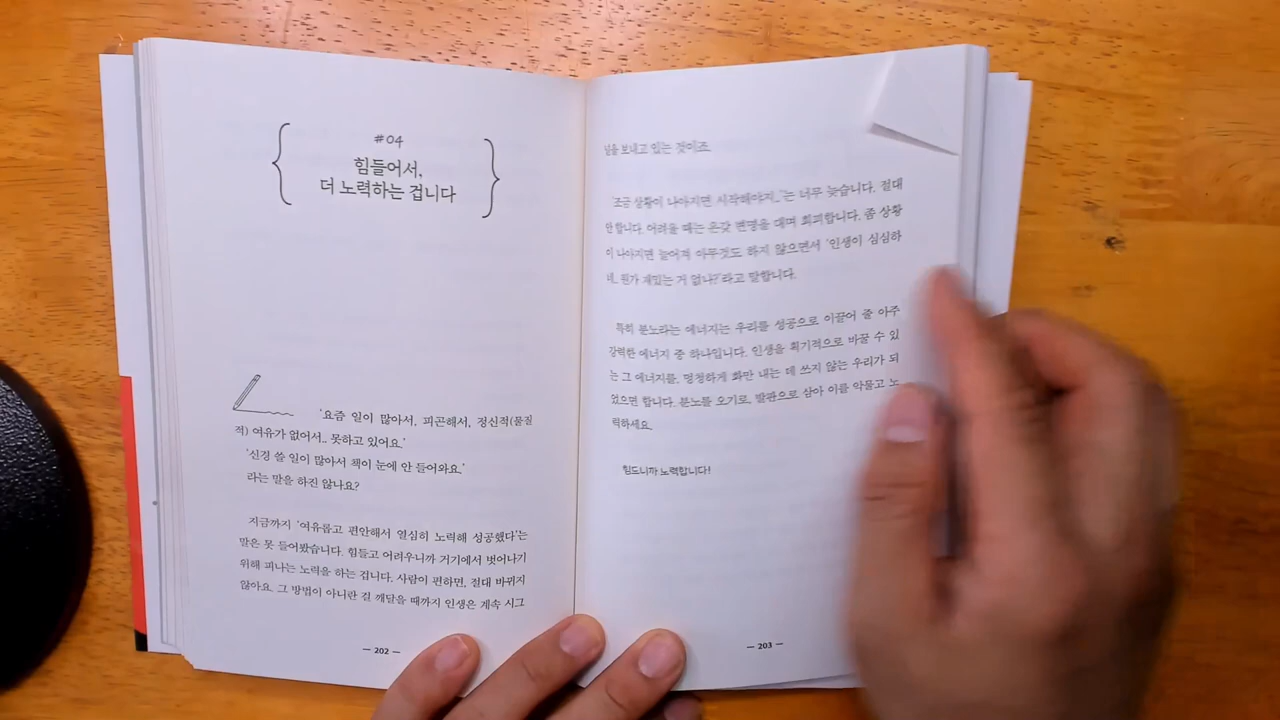 #04
힘들어서,
더 노력하는 겁니다
'요즘 일이 많아서, 피곤해서, 정신적(물질
적) 여유가 없어서.. 못하고 있어요.'
'신경 쓸 일이 많아서 책이 눈에 안 들어와요.'
라는 말을 하진 않나요?
지금까지 '여유롭고 편안해서 열심히 노력해 성공했다'는
말은 못 들어봤습니다. 힘들고 어려우니까 거기에서 벗어나기
위해 피나는 노력을 하는 겁니다. 사람이 편하면, 절대 바뀌지
않아요. 그 방법이 아니란 걸 깨달을 때까지 인생은 계속 시그
— 202 —
널을 보내고 있는 것이죠.
'조금 상황이 나아지면 시작해야지..'는 너무 늦습니다. 절대
안 합니다. 어려울 때는 온갖 변명을 대며 회피합니다. 좀 상황
이 나아지면 늘어져 아무것도 하지 않으면서 '인생이 심심하
네.. 뭔가 재밌는 거 없나?'라고 말합니다.
특히 분노라는 에너지는 우리를 성공으로 이끌어 줄 아주
강력한 에너지 중 하나입니다. 인생을 획기적으로 바꿀 수 있
는 그 에너지를, 멍청하게 화만 내는 데 쓰지 않는 우리가 되
었으면 합니다. 분노를 오기로, 발판으로 삼아 이를 악물고 노
력하세요.
힘드니까 노력합니다!
— 203 —